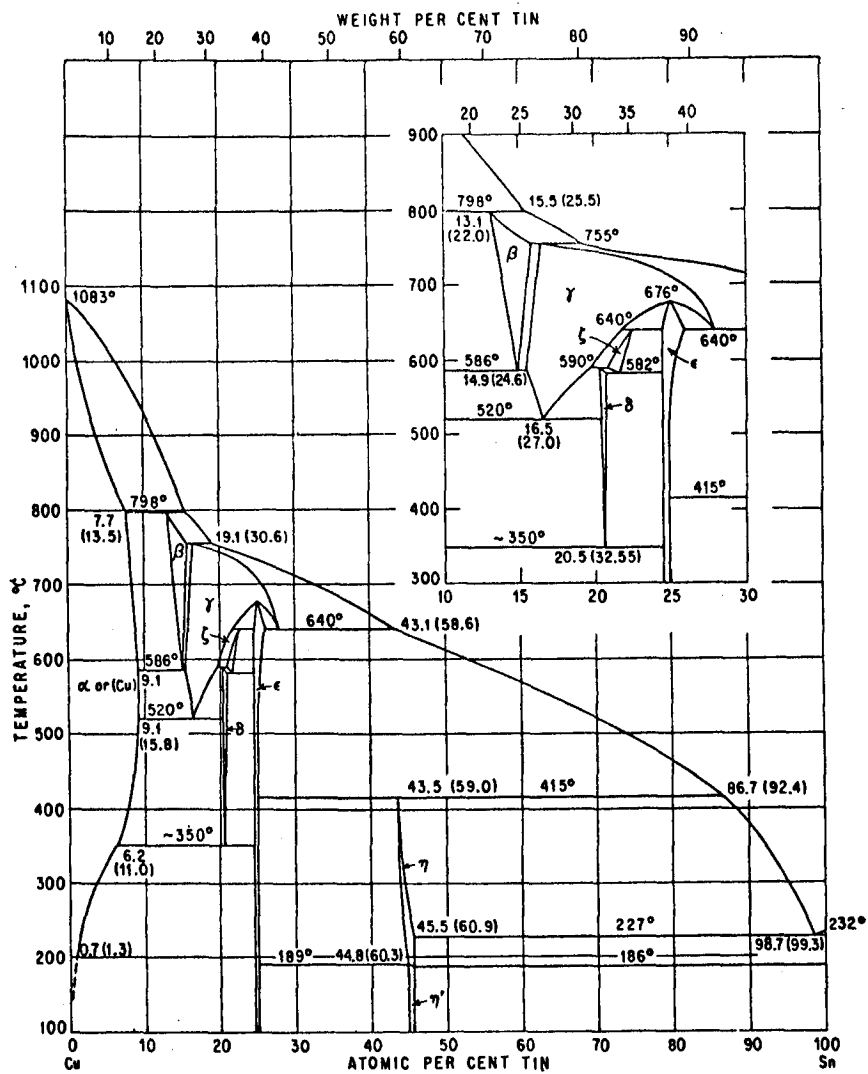 WEIGHT PER CENT TIN
10 20 30 40 50 60 70 80 90
20 25 30 35 40
900
798°
15.5 (25.5)
800
13.1
(22.0)
755°
β
700
γ
676°
1100
1083°
640°
ζ
640°
600
586°
590°
582°
ε
1000
14.9 (24.6)
520°
δ
500
16.5
(27.0)
900
415°
400
798°
800
~350°
7.7
(13.5)
19.1 (30.6)
20.5 (32.55)
300
β
10 15 20 25 30
700
γ
640°
43.1 (58.6)
ζ
600
586°
α or (Cu)
9.1
ε
520°
δ
9.1
(15.8)
500
43.5 (59.0)
415°
86.7 (92.4)
400
~350°
6.2
(11.0)
η
300
45.5 (60.9)
227°
232°
0.7 (1.3)
98.7 (99.3)
200
189°
44.8 (60.3)
186°
η'
100
0 10 20 30 40 50 60 70 80 90 100
Cu
ATOMIC PER CENT TIN
Sn
TEMPERATURE, °C